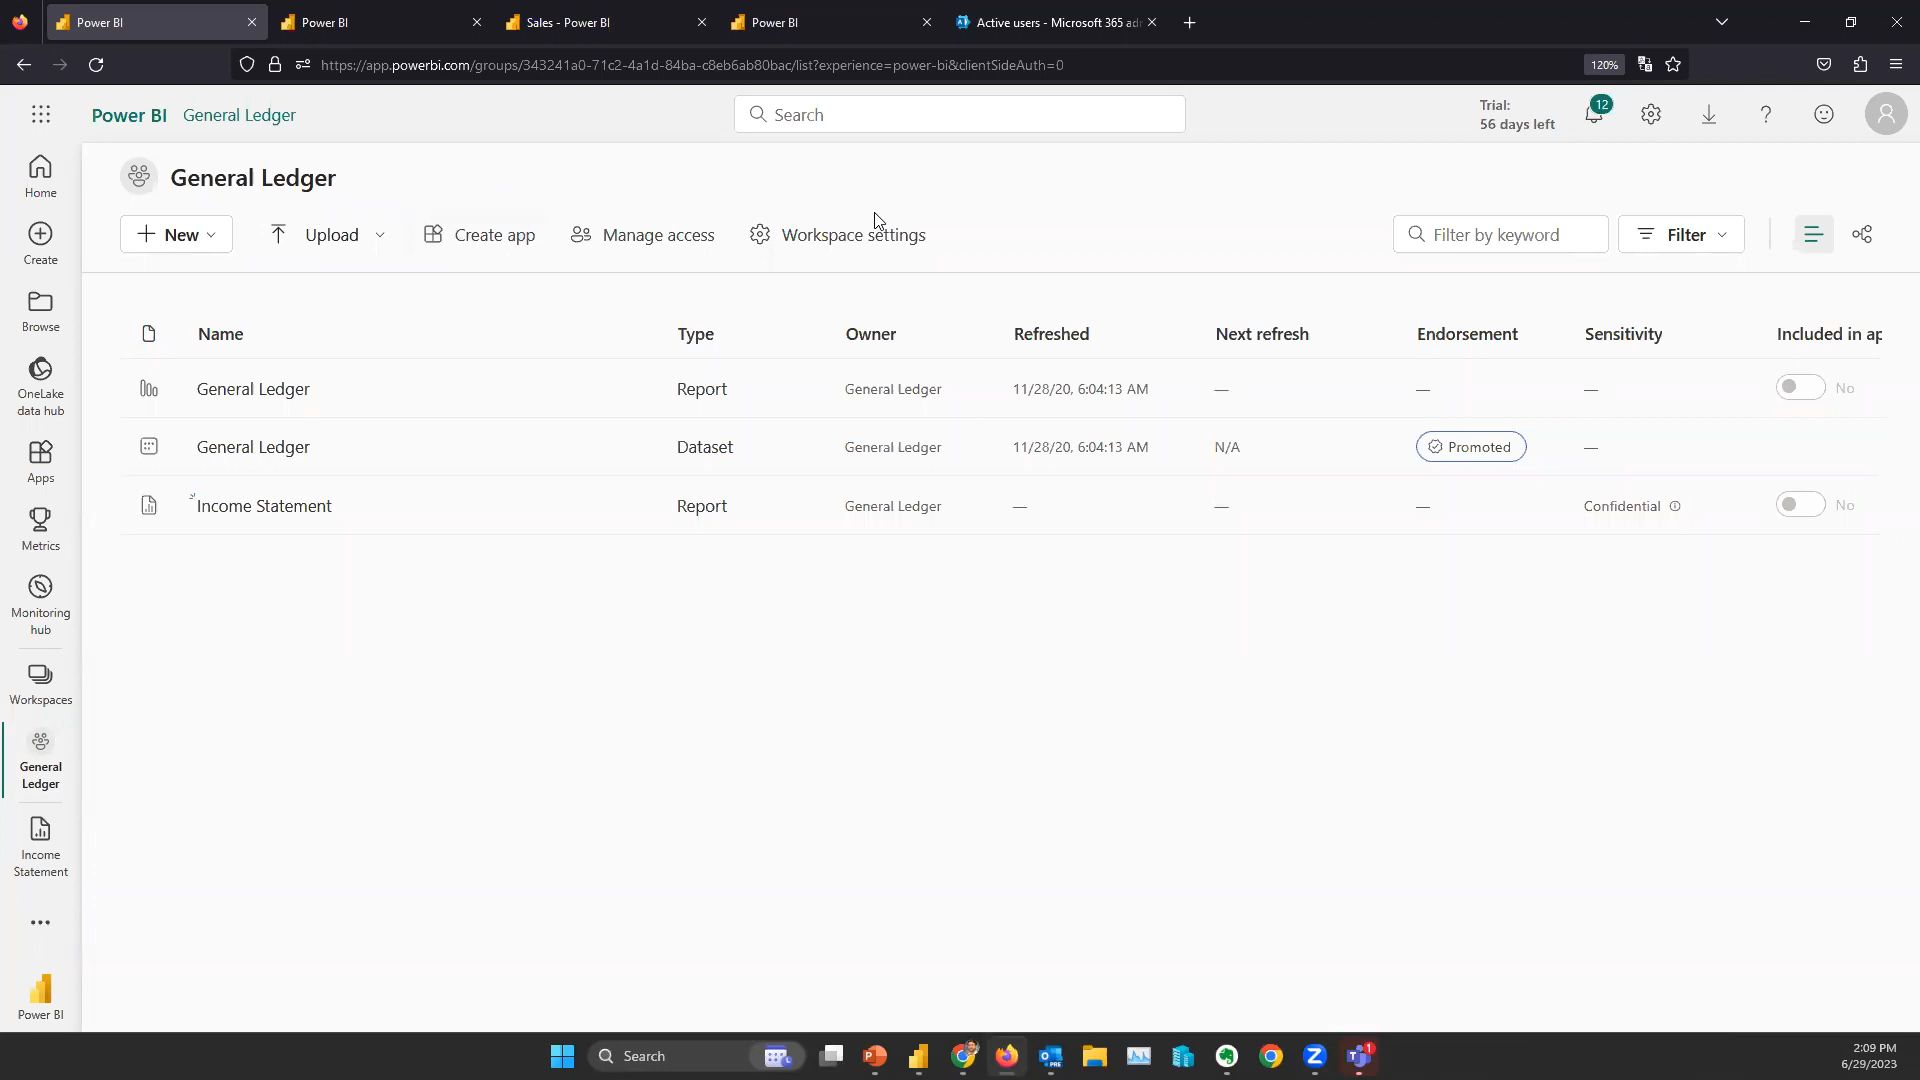 Power BI
Power BI
Sales - Power BI
Power BI
Active users - Microsoft 365 ad
https://app.powerbi.com/groups/343241a0-71c2-4a1d-84ba-c8eb6ab80bac/list?experience=power-bi&clientSideAuth=0
120%
Power BI General Ledger
Search
Trial:
56 days left
12
General Ledger
New
Upload
Create app
Manage access
Workspace settings
Filter by keyword
Filter
Name Type Owner Refreshed Next refresh Endorsement Sensitivity Included in ap
General Ledger Report General Ledger 11/28/20, 6:04:13 AM — — — No
General Ledger Dataset General Ledger 11/28/20, 6:04:13 AM N/A Promoted —
Income Statement Report General Ledger — — — Confidential No
Home
Create
Browse
OneLake
data hub
Apps
Metrics
Monitoring
hub
Workspaces
General
Ledger
Income
Statement
Power BI
Search
1
2:09 PM
6/29/2023